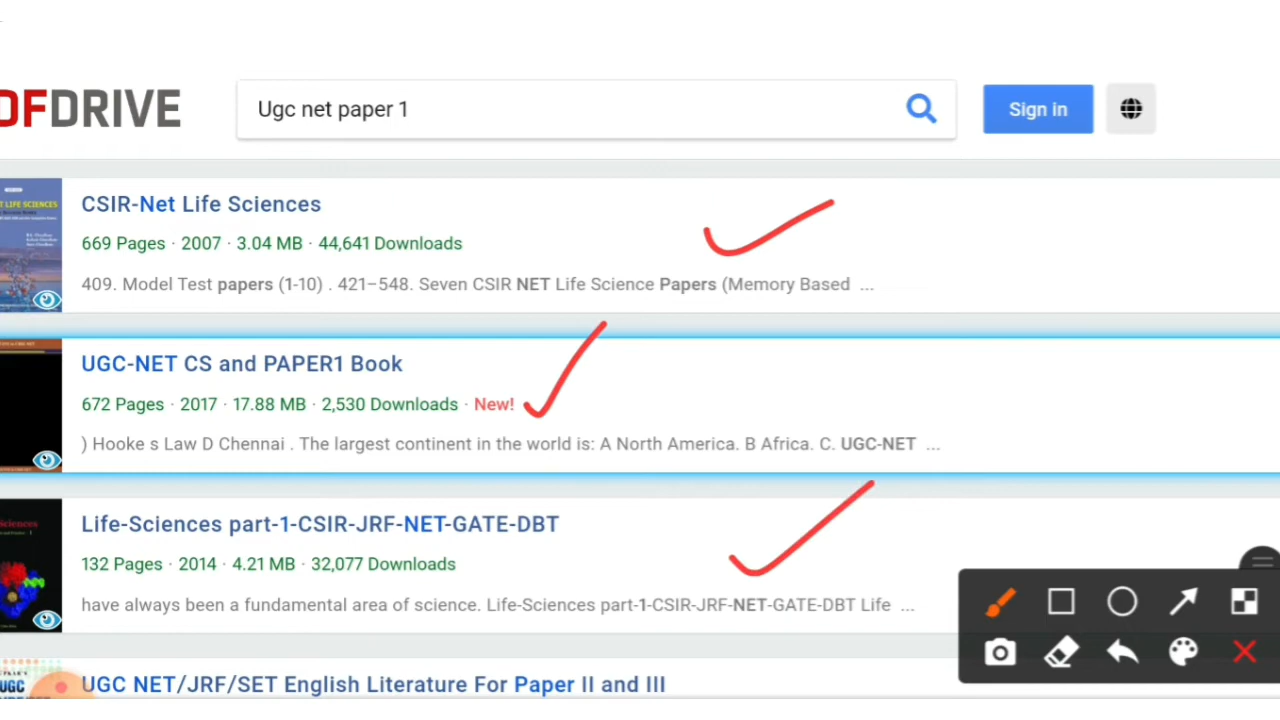 DFDRIVE
Ugc net paper 1
Sign in
CSIR-Net Life Sciences
669 Pages · 2007 · 3.04 MB · 44,641 Downloads
409. Model Test papers (1-10) . 421–548. Seven CSIR NET Life Science Papers (Memory Based ...
T LIFE SCIENCES
UGC-NET CS and PAPER1 Book
672 Pages · 2017 · 17.88 MB · 2,530 Downloads · New!
) Hooke s Law D Chennai . The largest continent in the world is: A North America. B Africa. C. UGC-NET ...
Life-Sciences part-1-CSIR-JRF-NET-GATE-DBT
132 Pages · 2014 · 4.21 MB · 32,077 Downloads
have always been a fundamental area of science. Life-Sciences part-1-CSIR-JRF-NET-GATE-DBT Life ...
Sciences
UGC NET/JRF/SET English Literature For Paper II and III
UGC